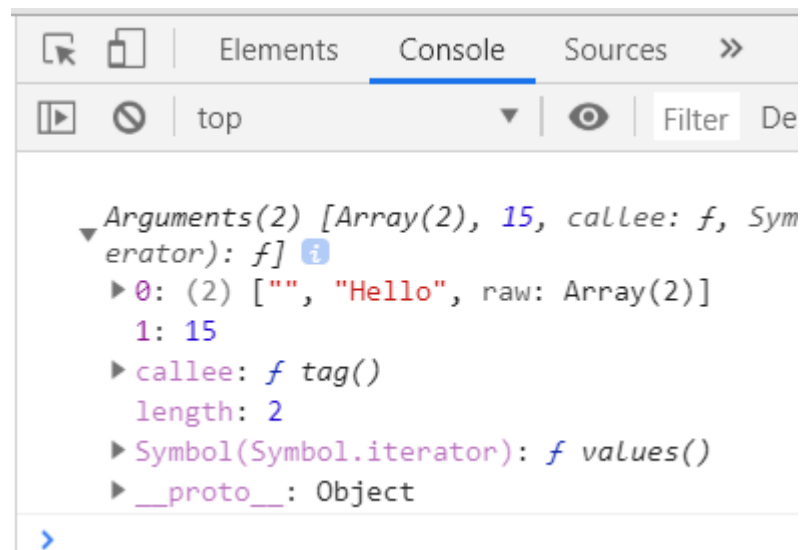 Elements Console Sources »
top ▼ Filter De
▼ Arguments(2) [Array(2), 15, callee: ƒ, Sym
erator): ƒ] i
▶ 0: (2) ["", "Hello", raw: Array(2)]
1: 15
▶ callee: ƒ tag()
length: 2
▶ Symbol(Symbol.iterator): ƒ values()
▶ __proto__: Object
>